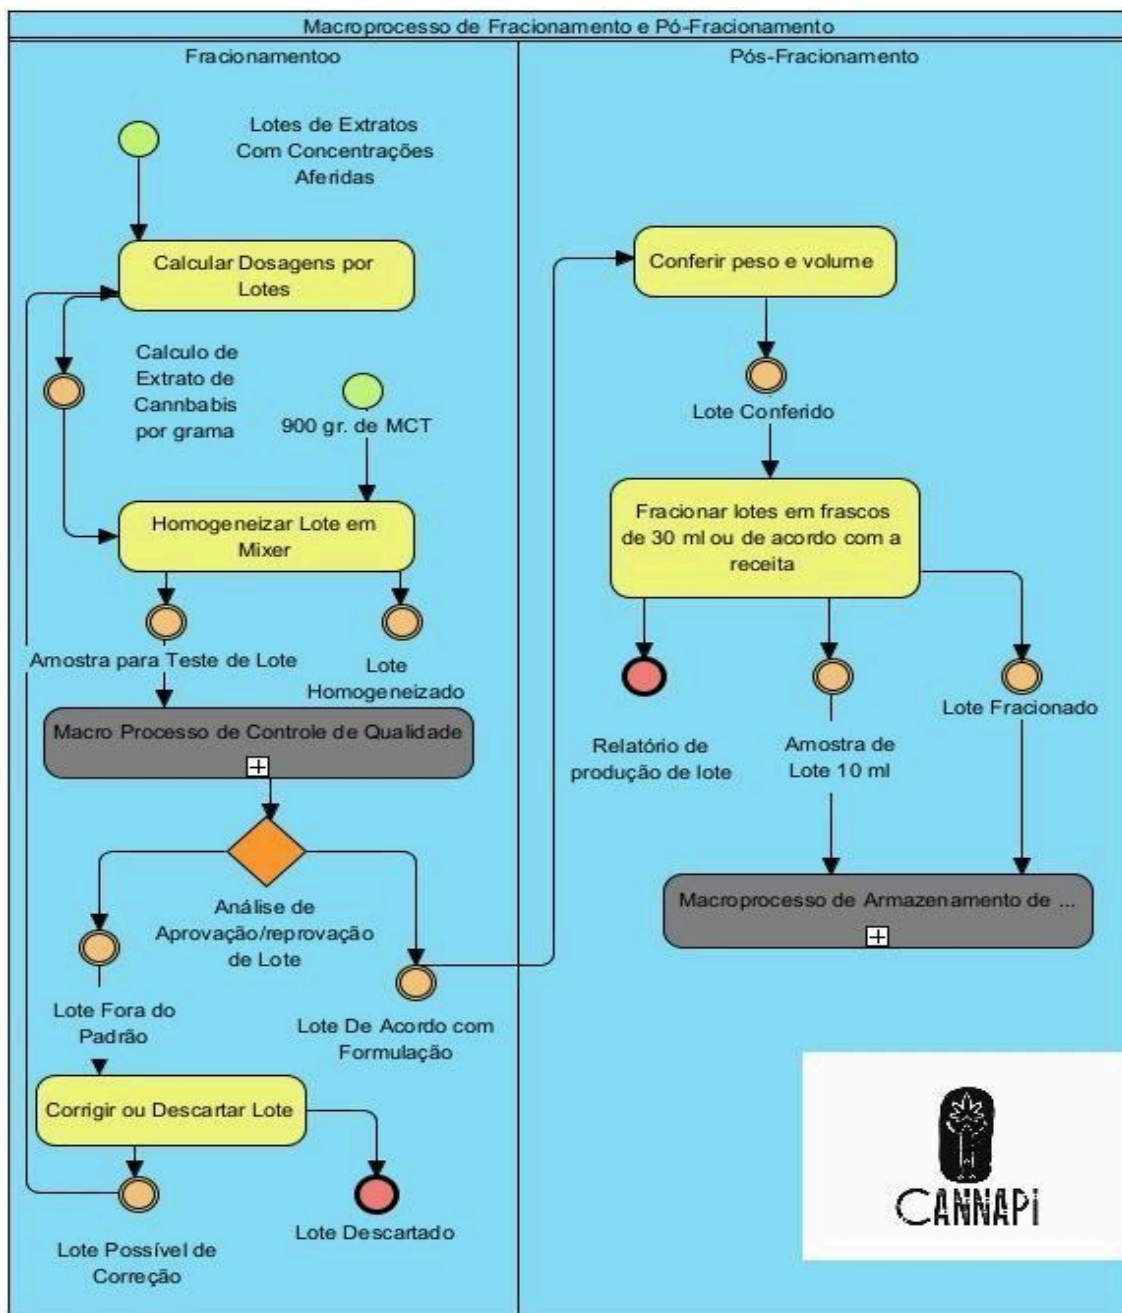 Macroprocesso de Fracionamento e Pó-Fracionamento
Fracionamentoo
Lotes de Extratos
Com Concentrações
Aferidas
Calcular Dosagens por
Lotes
Calculo de
Extrato de
Cannbabis
por grama
900 gr. de MCT
Homogeneizar Lote em
Mixer
Amostra para Teste de Lote
Lote
Homogeneizado
Macro Processo de Controle de Qualidade
Análise de
Aprovação/reprovação
de Lote
Lote Fora do
Padrão
Lote De Acordo com
Formulação
Corrigir ou Descartar Lote
Lote Descartado
Lote Possível de
Correção
Pós-Fracionamento
Conferir peso e volume
Lote Conferido
Fracionar lotes em frascos
de 30 ml ou de acordo com a
receita
Relatório de
produção de lote
Amostra de
Lote 10 ml
Lote Fracionado
Macroprocesso de Armazenamento de ...
CANNAPi